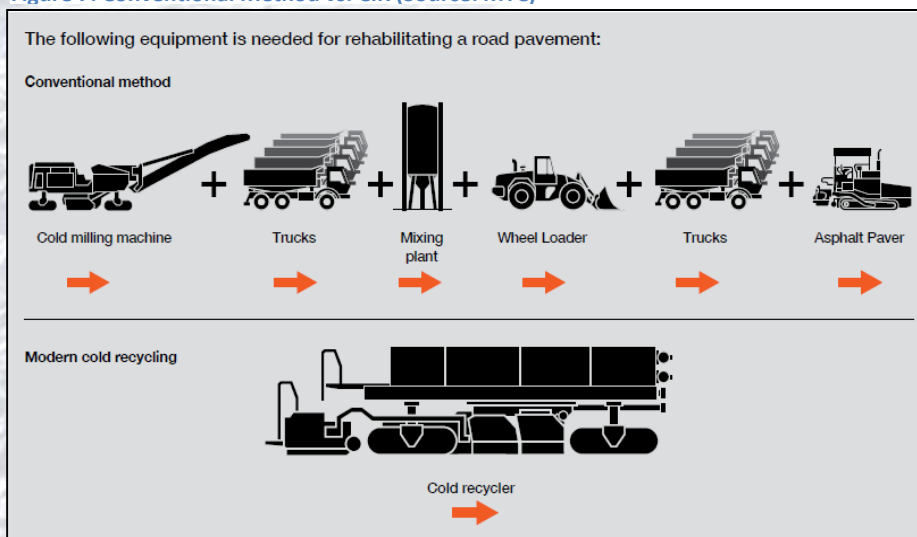 The following equipment is needed for rehabilitating a road pavement:
Conventional method
Cold milling machine
Trucks
Mixing
plant
Wheel Loader
Trucks
Asphalt Paver
Modern cold recycling
Cold recycler